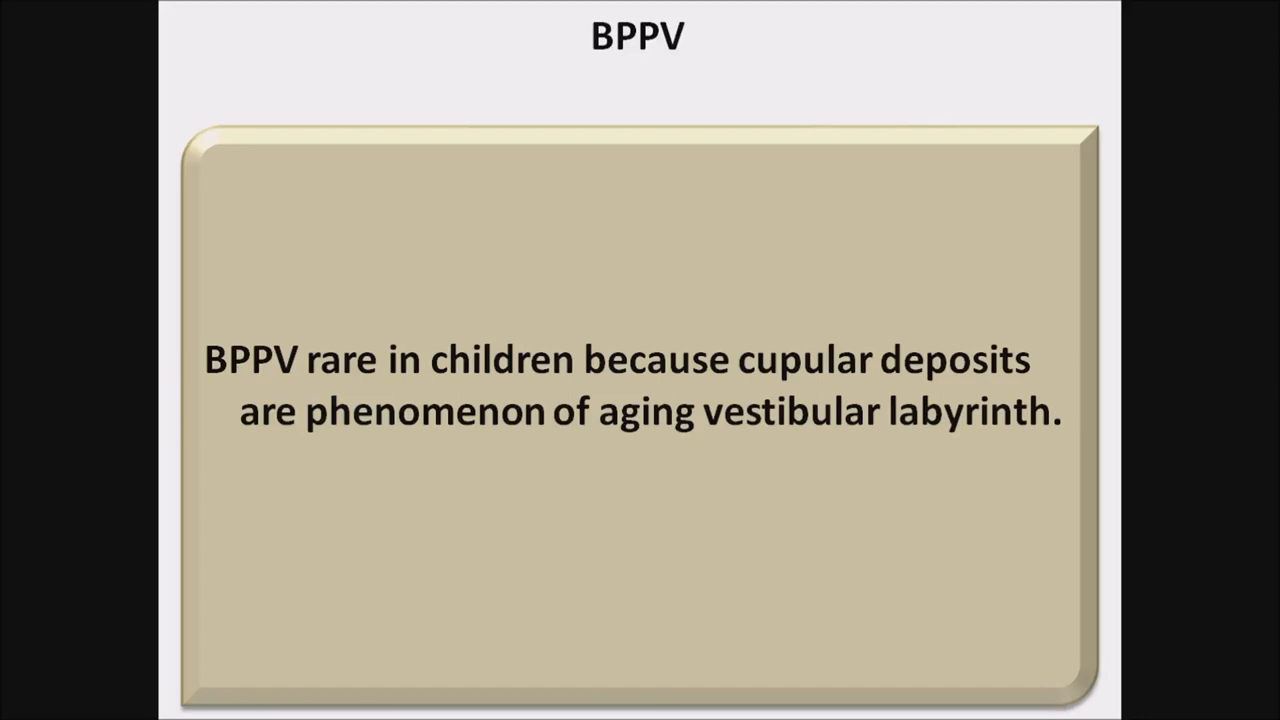 BPPV
BPPV rare in children because cupular deposits
are phenomenon of aging vestibular labyrinth.